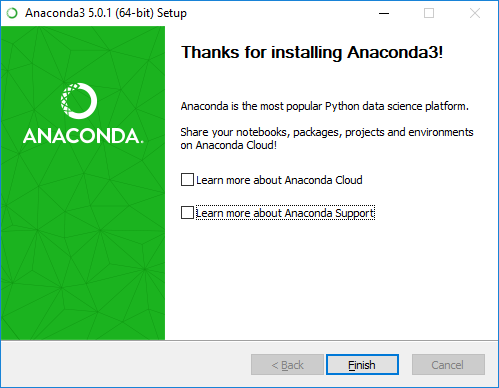 Anaconda3 5.0.1 (64-bit) Setup
Thanks for installing Anaconda3!
ANACONDA.
Anaconda is the most popular Python data science platform.
Share your notebooks, packages, projects and environments
on Anaconda Cloud!
Learn more about Anaconda Cloud
Learn more about Anaconda Support
< Back
Finish
Cancel